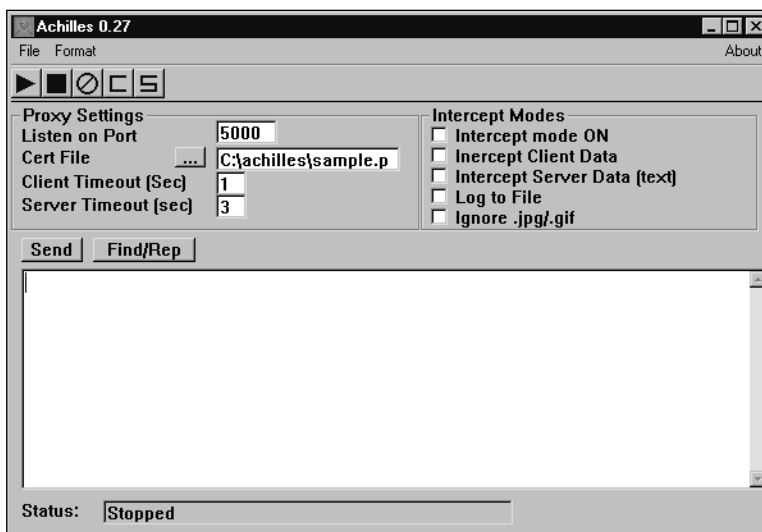 Achilles 0.27
File Format About
Proxy Settings
Listen on Port 5000
Cert File ... C:\achilles\sample.p
Client Timeout (Sec) 1
Server Timeout (sec) 3
Intercept Modes
Intercept mode ON
Inercept Client Data
Intercept Server Data (text)
Log to File
Ignore .jpg/.gif
Send Find/Rep
Status: Stopped